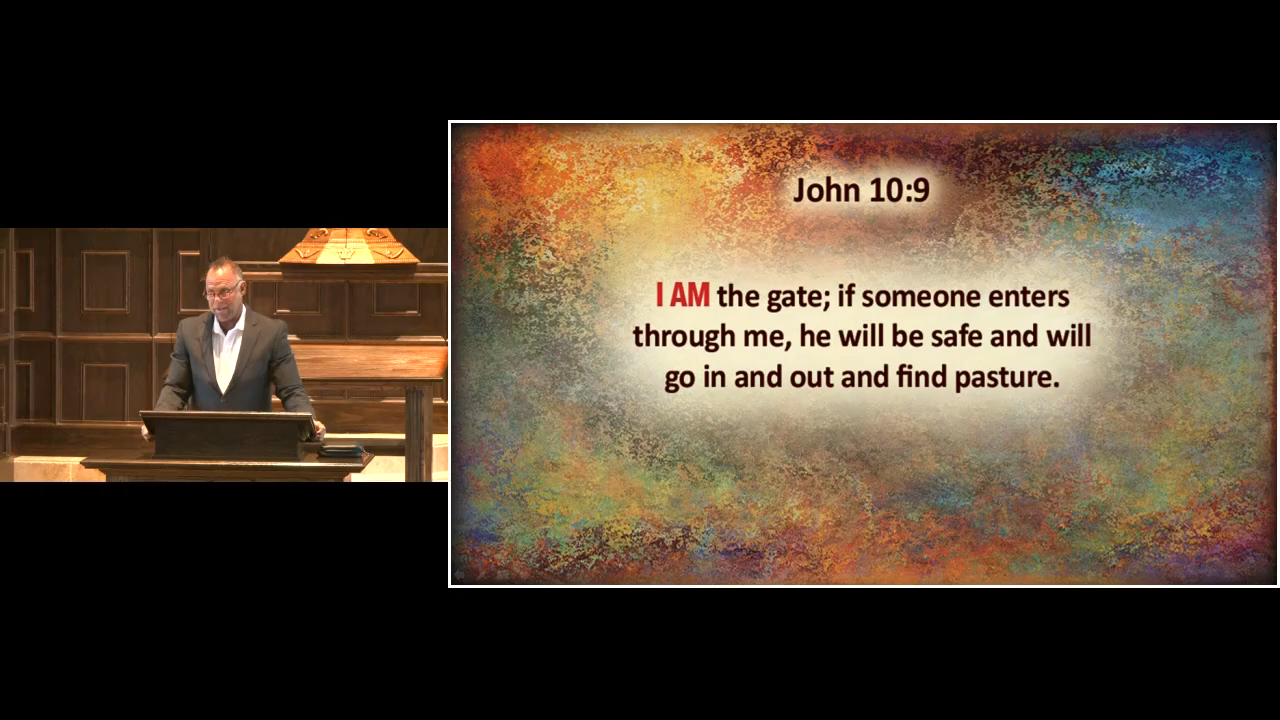 John 10:9
I AM the gate; if someone enters
through me, he will be safe and will
go in and out and find pasture.